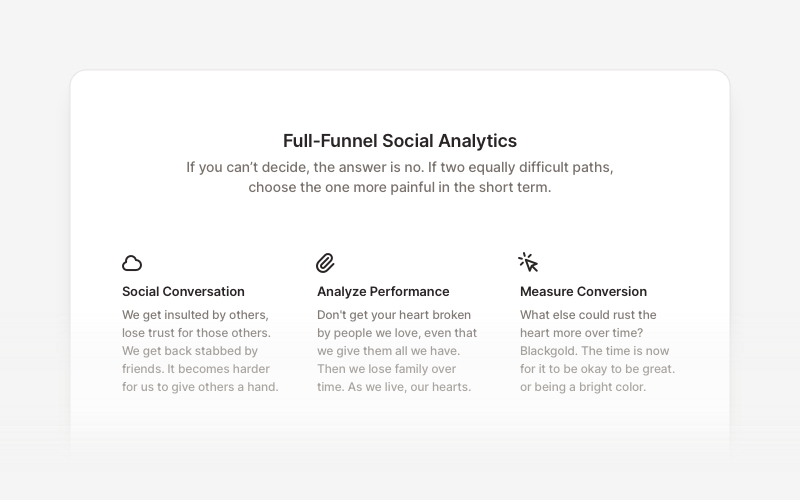 Full-Funnel Social Analytics
If you can’t decide, the answer is no. If two equally difficult paths,
choose the one more painful in the short term.
Social Conversation
We get insulted by others,
lose trust for those others.
We get back stabbed by
friends. It becomes harder
for us to give others a hand.
Analyze Performance
Don't get your heart broken
by people we love, even that
we give them all we have.
Then we lose family over
time. As we live, our hearts.
Measure Conversion
What else could rust the
heart more over time?
Blackgold. The time is now
for it to be okay to be great.
or being a bright color.